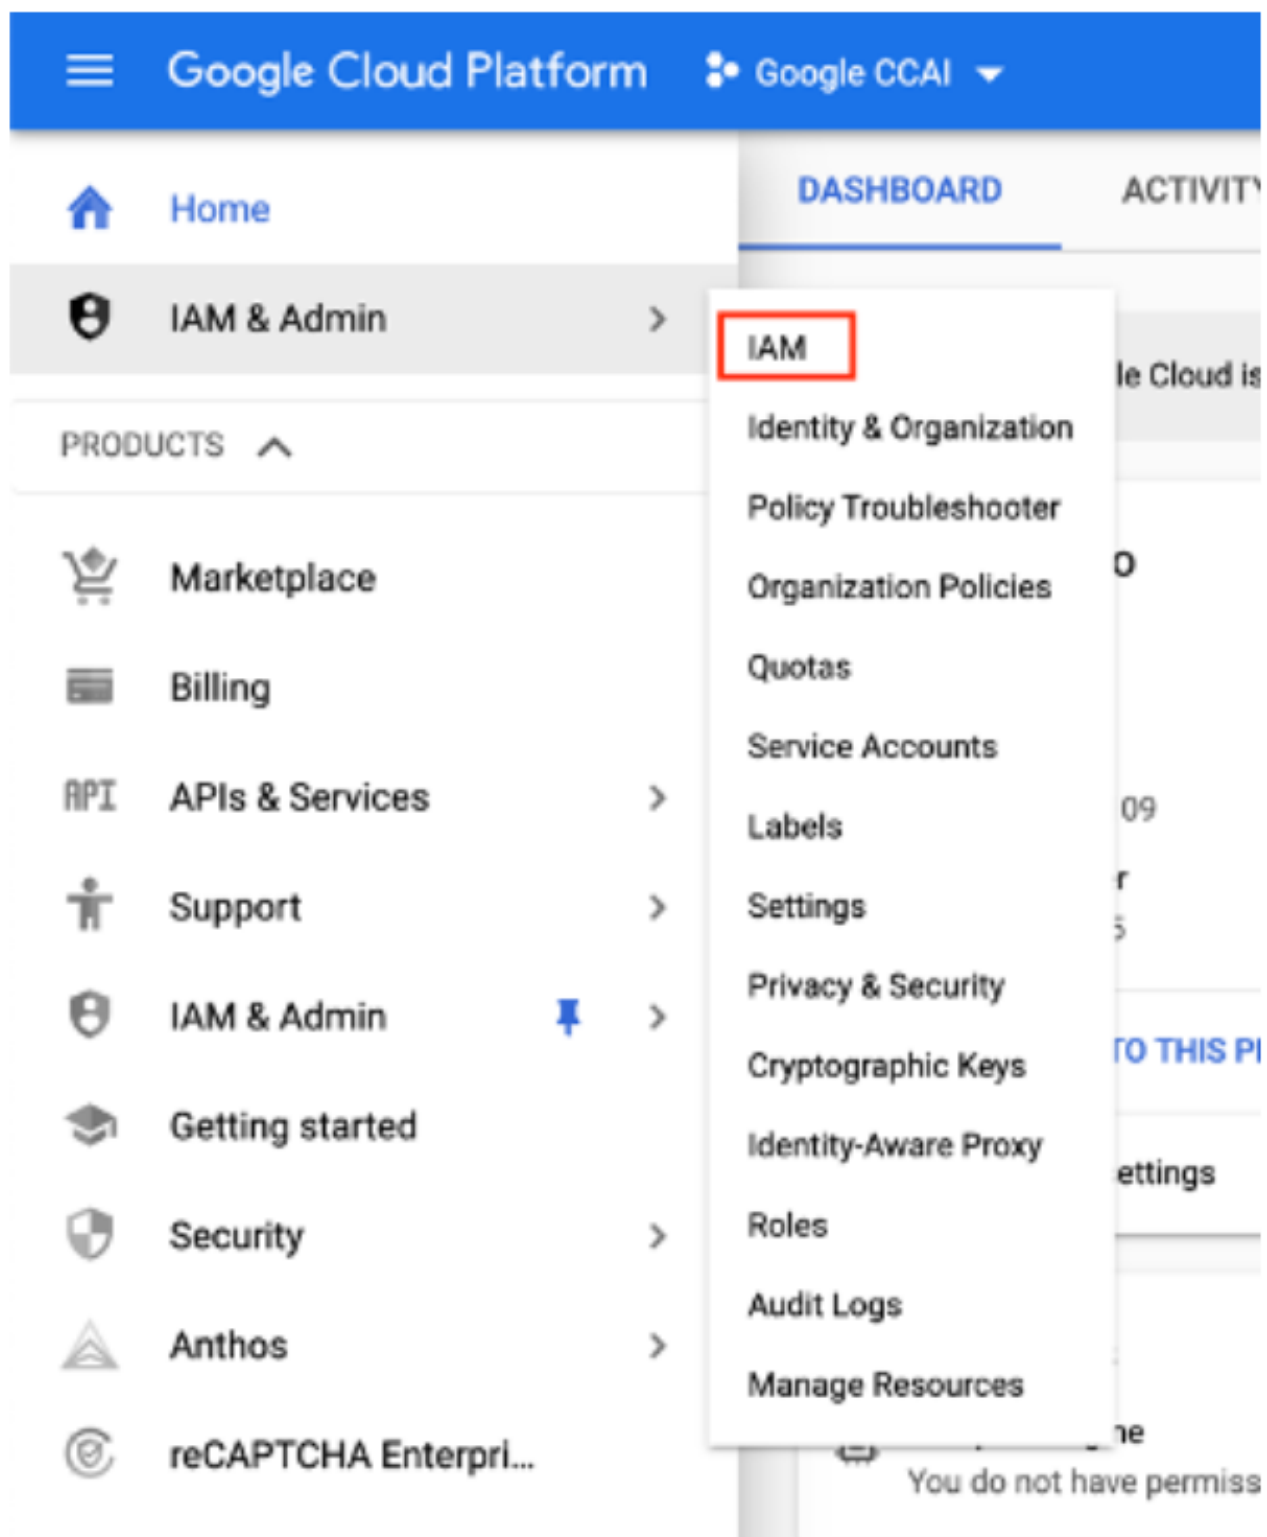 Google Cloud Platform Google CCAI
Home
IAM & Admin
PRODUCTS
Marketplace
Billing
API APIs & Services
Support
IAM & Admin
Getting started
Security
Anthos
reCAPTCHA Enterpri...
DASHBOARD ACTIVITY
IAM
Identity & Organization
Policy Troubleshooter
Organization Policies
Quotas
Service Accounts
Labels
Settings
Privacy & Security
Cryptographic Keys
Identity-Aware Proxy
Roles
Audit Logs
Manage Resources
le Cloud is
o
09
r
TO THIS P
ettings
ne
You do not have permiss